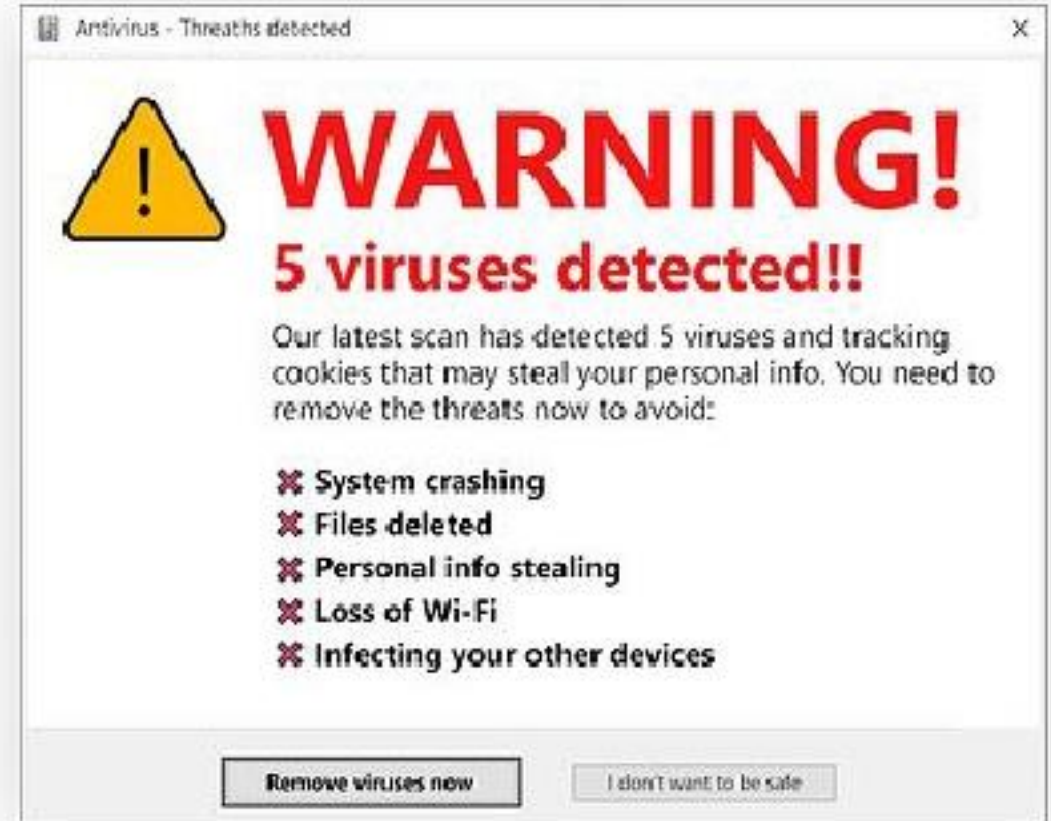 Antivirus - Threaths detected
X
WARNING!
5 viruses detected!!
Our latest scan has detected 5 viruses and tracking
cookies that may steal your personal info. You need to
remove the threats now to avoid:
System crashing
Files deleted
Personal info stealing
Loss of Wi-Fi
Infecting your other devices
Remove viruses now
I don't want to be safe